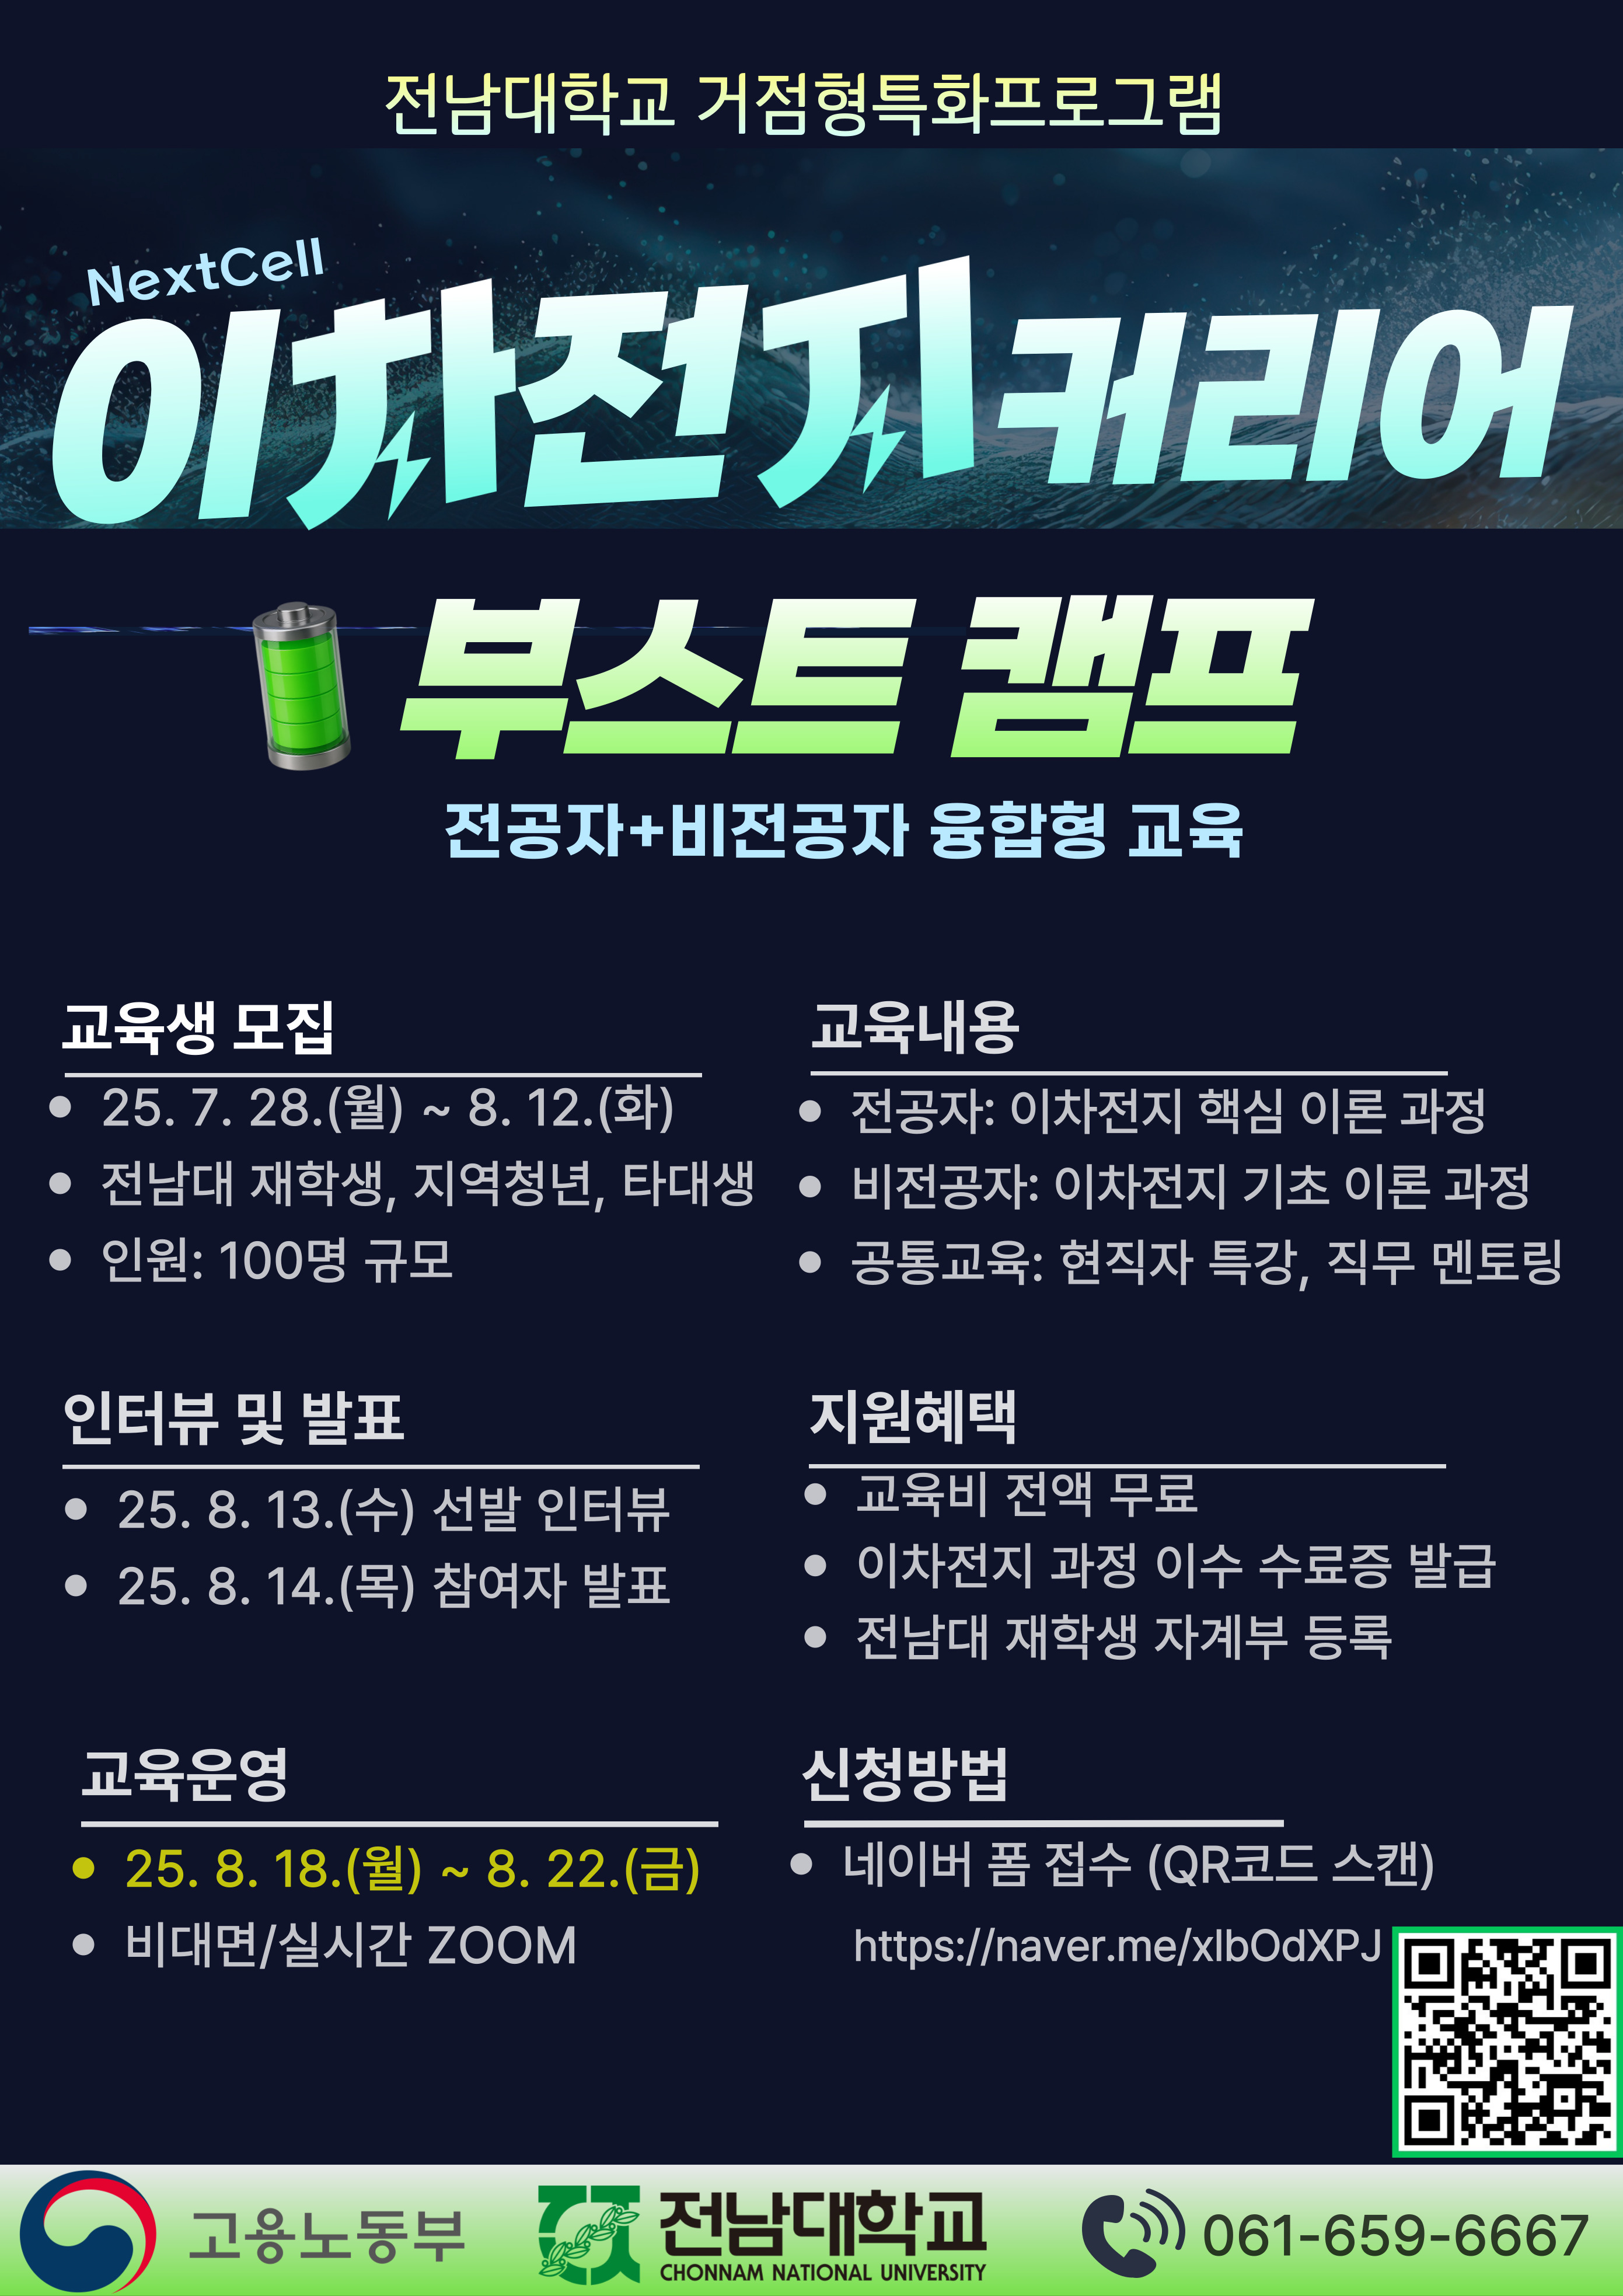 전남대학교 거점형특화프로그램
NextCell
이차전지 커리어
부스트 캠프
전공자+비전공자 융합형 교육
교육생 모집
25. 7. 28.(월) ~ 8. 12.(화)
전남대 재학생, 지역청년, 타대생
인원: 100명 규모
교육내용
전공자: 이차전지 핵심 이론 과정
비전공자: 이차전지 기초 이론 과정
공통교육: 현직자 특강, 직무 멘토링
인터뷰 및 발표
25. 8. 13.(수) 선발 인터뷰
25. 8. 14.(목) 참여자 발표
지원혜택
교육비 전액 무료
이차전지 과정 이수 수료증 발급
전남대 재학생 자계부 등록
교육운영
25. 8. 18.(월) ~ 8. 22.(금)
비대면/실시간 ZOOM
신청방법
네이버 폼 접수 (QR코드 스캔)
https://naver.me/xlbOdXPJ
고용노동부
전남대학교
CHONNAM NATIONAL UNIVERSITY
061-659-6667